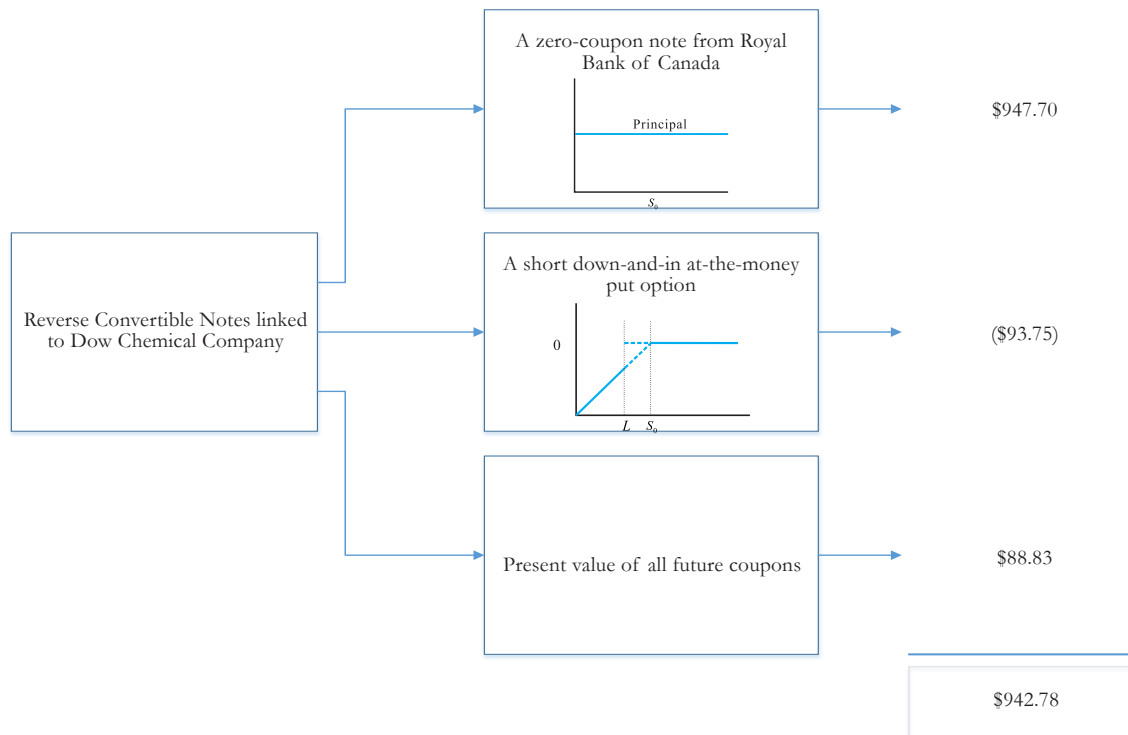 A zero-coupon note from Royal
Bank of Canada
Principal
S₀
$947.70
Reverse Convertible Notes linked
to Dow Chemical Company
A short down-and-in at-the-money
put option
0
L S₀
($93.75)
Present value of all future coupons
$88.83
$942.78